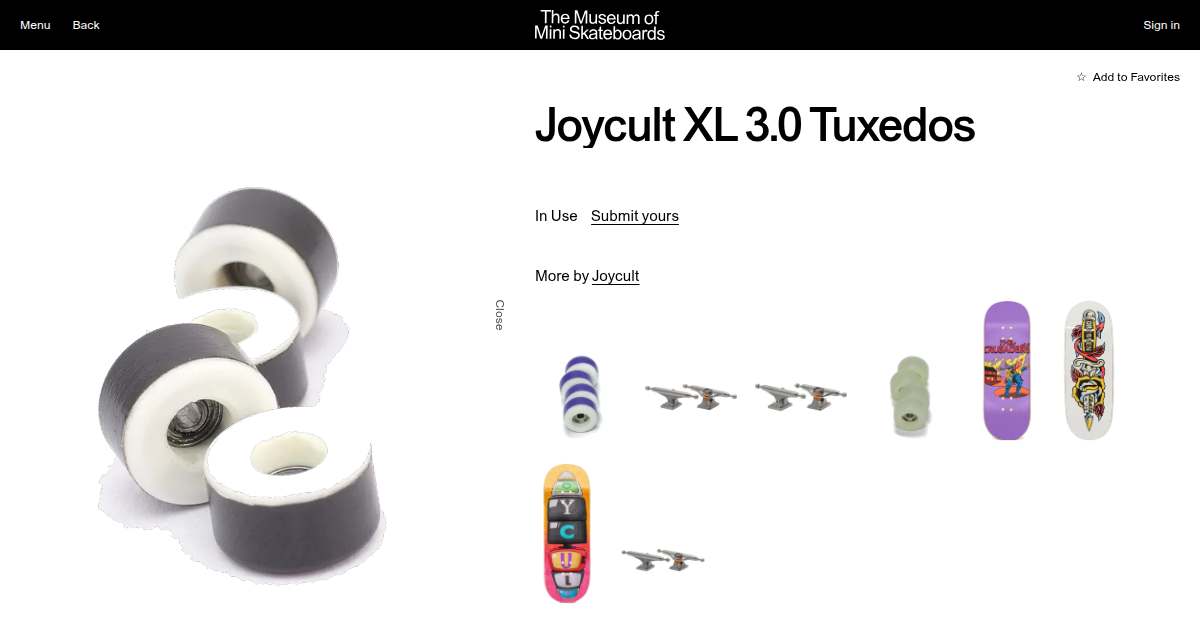 Menu
Back
The Museum of
Mini Skateboards
Sign in
☆ Add to Favorites
Joycult XL 3.0 Tuxedos
In Use
Submit yours
More by Joycult
Close